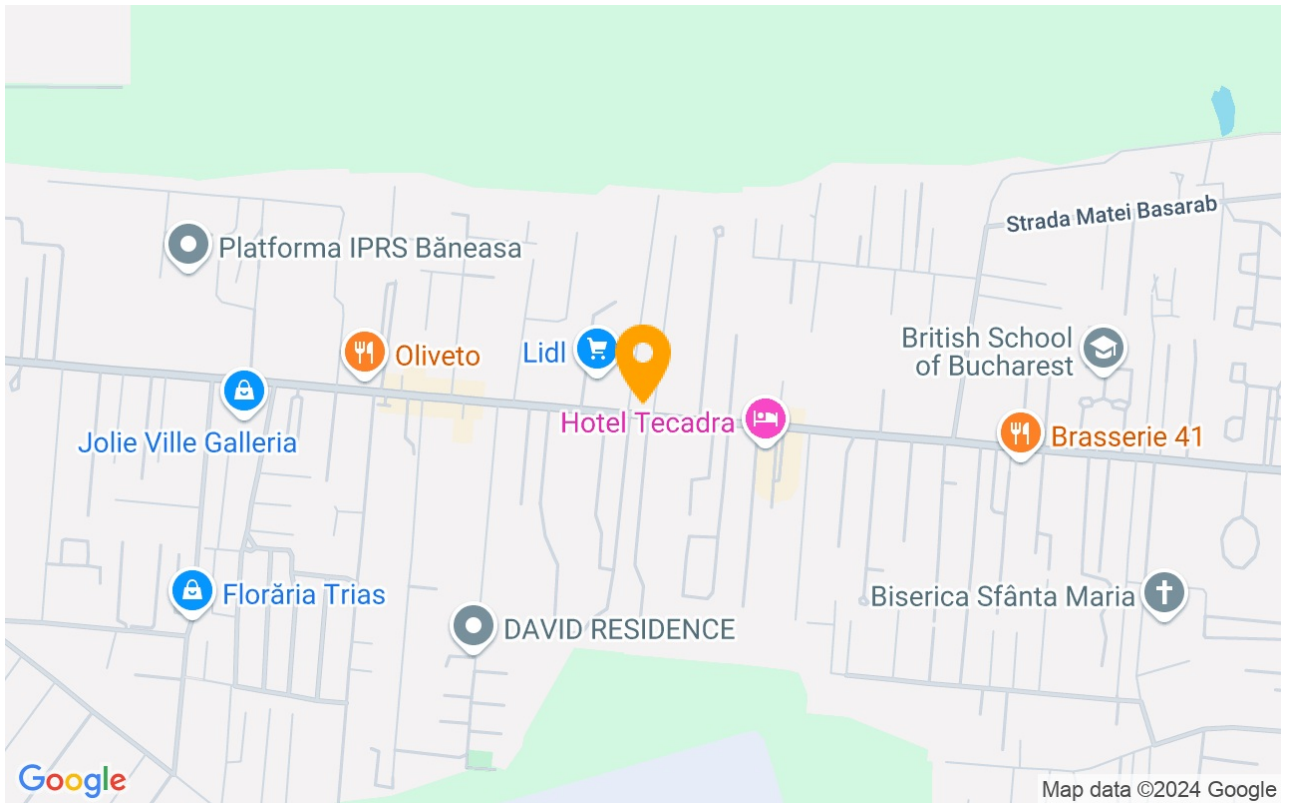 Strada Matei Basarab
Platforma IPRS Băneasa
British School
of Bucharest
Lidl
Oliveto
Hotel Tecadra
Jolie Ville Galleria
Brasserie 41
Florăria Trias
Biserica Sfânta Maria
DAVID RESIDENCE
Google
Map data ©2024 Google